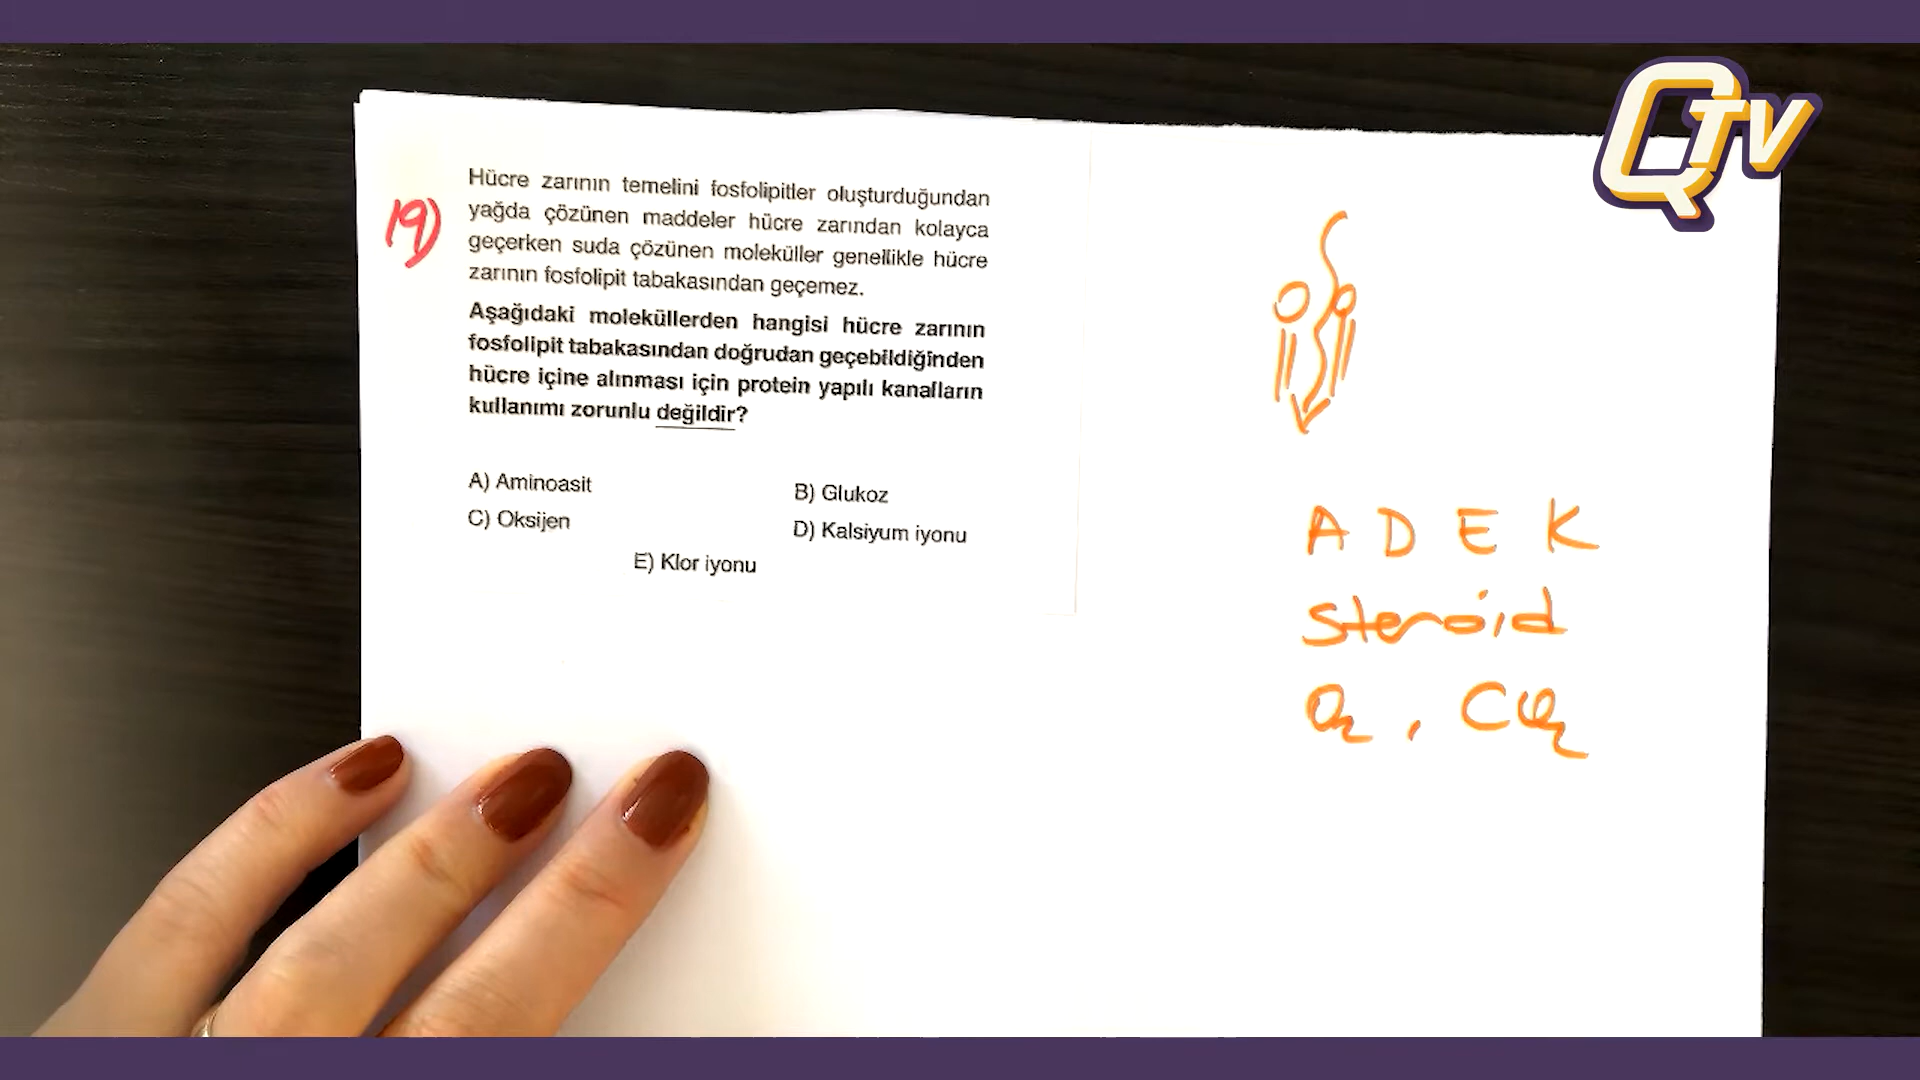 QTV
19)
Hücre zarının temelini fosfolipitler oluşturduğundan
yağda çözünen maddeler hücre zarından kolayca
geçerken suda çözünen moleküller genellikle hücre
zarının fosfolipit tabakasından geçemez.
Aşağıdaki moleküllerden hangisi hücre zarının
fosfolipit tabakasından doğrudan geçebildiğinden
hücre içine alınması için protein yapılı kanalların
kullanımı zorunlu değildir?
A) Aminoasit
B) Glukoz
C) Oksijen
D) Kalsiyum iyonu
E) Klor iyonu
A D E K
steroid
O₂, CO₂